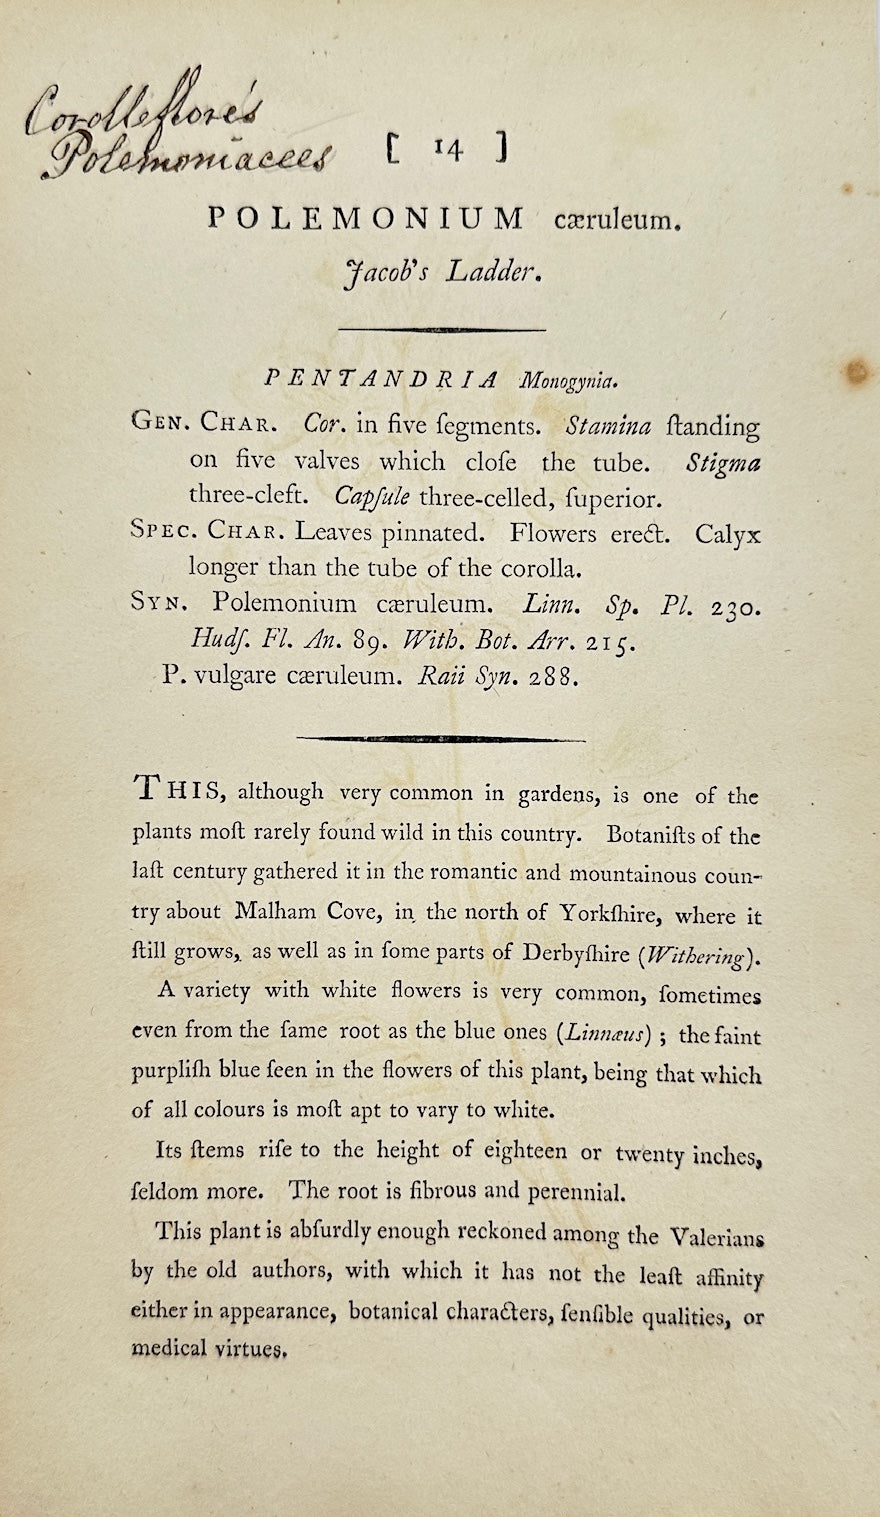 Corolleflore's
Polemoniacees
[ 14 ]
POLEMONIUM cæruleum.
Jacob's Ladder.
PENTANDRIA Monogynia.
GEN. CHAR. Cor. in five ſegments. Stamina ſtanding
on five valves which cloſe the tube. Stigma
three-cleft. Capſule three-celled, ſuperior.
SPEC. CHAR. Leaves pinnated. Flowers erect. Calyx
longer than the tube of the corolla.
SYN. Polemonium cæruleum. Linn. Sp. Pl. 230.
Hudſ. Fl. An. 89. With. Bot. Arr. 215.
P. vulgare cæruleum. Raii Syn. 288.
THIS, although very common in gardens, is one of the
plants moſt rarely found wild in this country. Botaniſts of the
laſt century gathered it in the romantic and mountainous coun-
try about Malham Cove, in the north of Yorkſhire, where it
ſtill grows, as well as in ſome parts of Derbyſhire (Withering).
A variety with white flowers is very common, ſometimes
even from the ſame root as the blue ones (Linnæus) ; the faint
purpliſh blue ſeen in the flowers of this plant, being that which
of all colours is moſt apt to vary to white.
Its ſtems riſe to the height of eighteen or twenty inches,
ſeldom more. The root is fibrous and perennial.
This plant is abſurdly enough reckoned among the Valerians
by the old authors, with which it has not the leaſt affinity
either in appearance, botanical characters, ſenſible qualities, or
medical virtues.